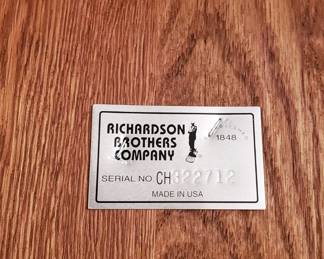 RICHARDSON
BROTHERS
COMPANY
1848
SERIAL NO. CH322712
MADE IN USA